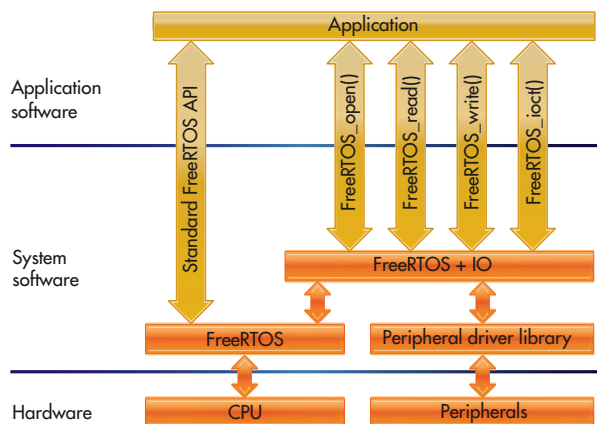 Application
Application
software
Standard FreeRTOS API
FreeRTOS_open()
FreeRTOS_read()
FreeRTOS_write()
FreeRTOS_ioct()
System
software
FreeRTOS + IO
FreeRTOS
Peripheral driver library
Hardware
CPU
Peripherals